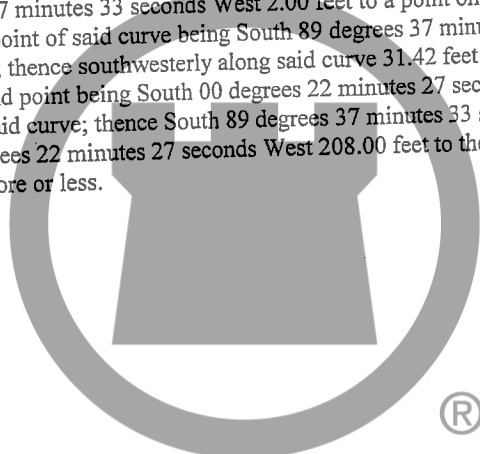 7 minutes 33 seconds West 2.00 feet to a point on
oint of said curve being South 89 degrees 37 minu
; thence southwesterly along said curve 31.42 feet
d point being South 00 degrees 22 minutes 27 sec
id curve; thence South 89 degrees 37 minutes 33 s
ees 22 minutes 27 seconds West 208.00 feet to the
ore or less.
®